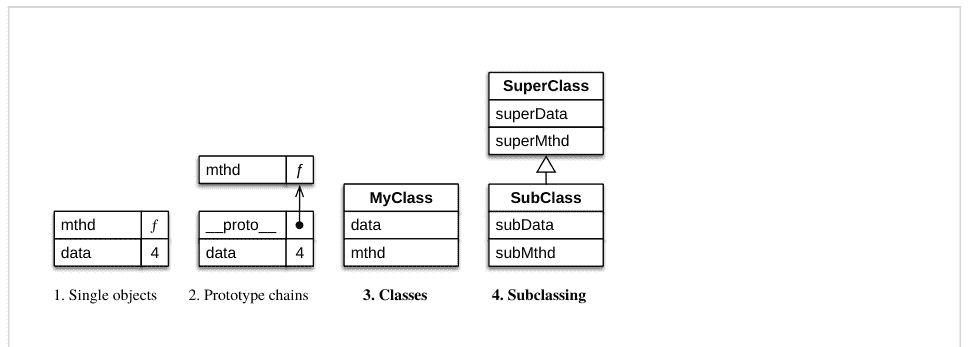 SuperClass
superData
superMthd
mthd ƒ
MyClass
SubClass
mthd ƒ
__proto__
data
subData
data 4
data 4
mthd
subMthd
1. Single objects
2. Prototype chains
3. Classes
4. Subclassing